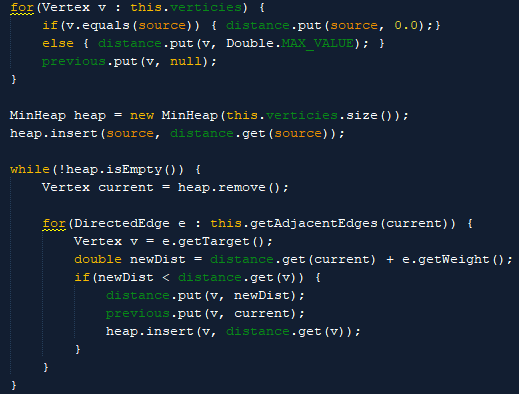 for(Vertex v : this.verticies) {
if(v.equals(source)) { distance.put(source, 0.0);}
else { distance.put(v, Double.MAX_VALUE); }
previous.put(v, null);
}
MinHeap heap = new MinHeap(this.verticies.size());
heap.insert(source, distance.get(source));
while(!heap.isEmpty()) {
Vertex current = heap.remove();
for(DirectedEdge e : this.getAdjacentEdges(current)) {
Vertex v = e.getTarget();
double newDist = distance.get(current) + e.getWeight();
if(newDist < distance.get(v)) {
distance.put(v, newDist);
previous.put(v, current);
heap.insert(v, distance.get(v));
}
}
}